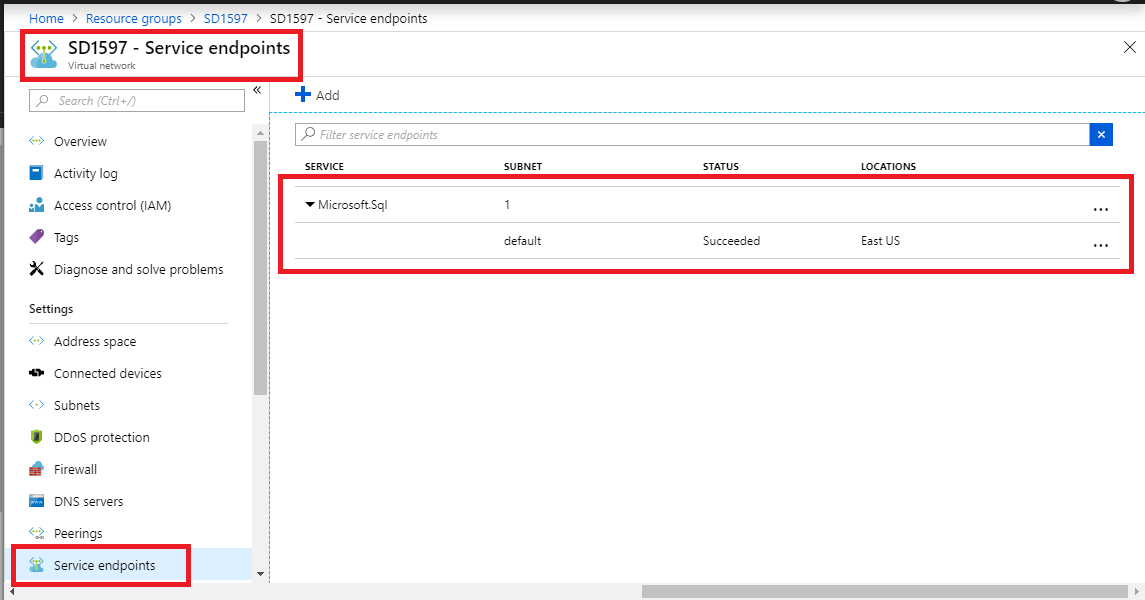 Home > Resource groups > SD1597 > SD1597 - Service endpoints
SD1597 - Service endpoints
Virtual network
Search (Ctrl+/)
«
Overview
Activity log
Access control (IAM)
Tags
Diagnose and solve problems
Settings
Address space
Connected devices
Subnets
DDoS protection
Firewall
DNS servers
Peerings
Service endpoints
Add
Filter service endpoints
SERVICE SUBNET STATUS LOCATIONS
Microsoft.Sql 1 ...
default Succeeded East US ...